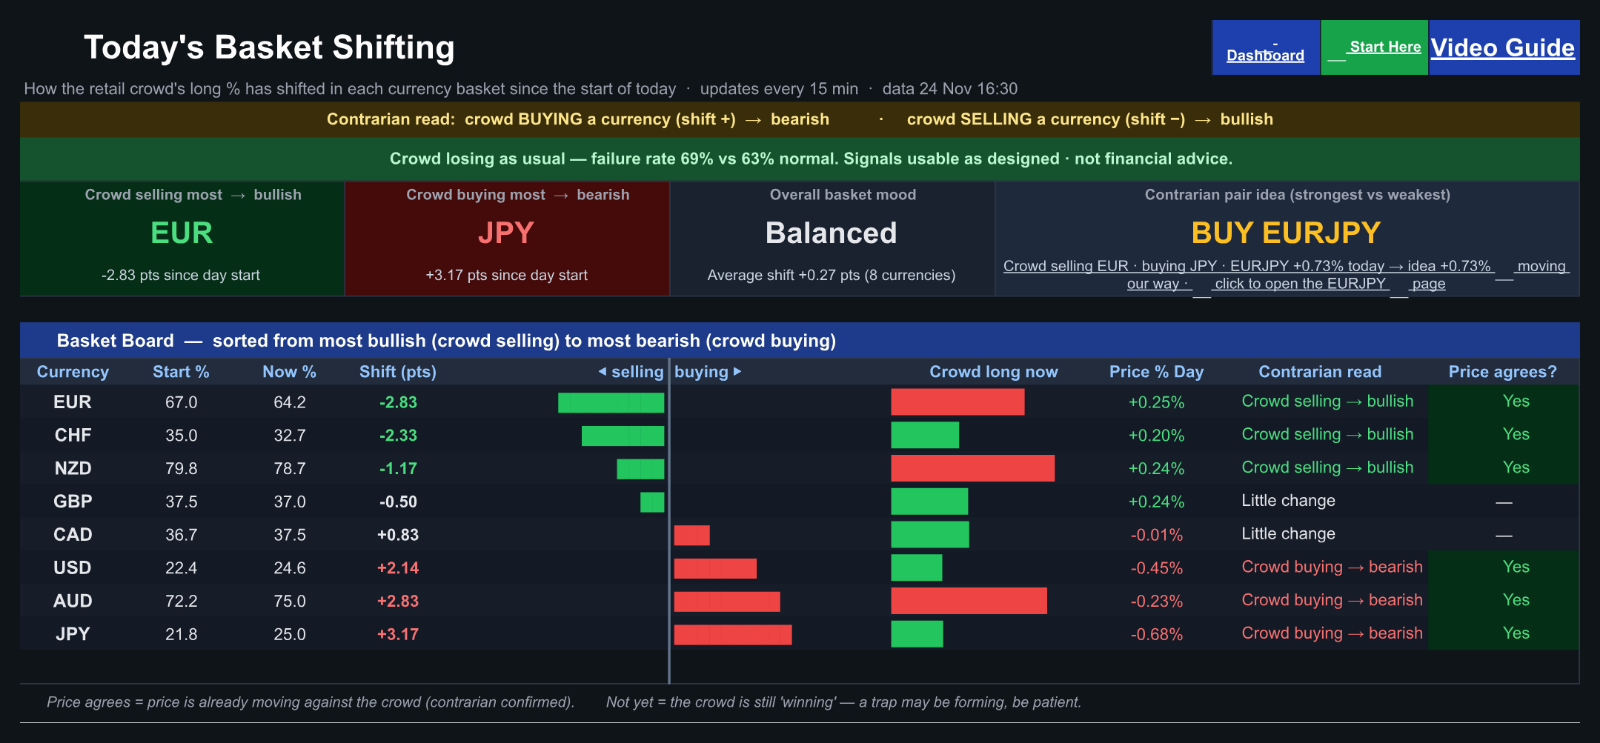 Today's Basket Shifting
Dashboard
Start Here
Video Guide
How the retail crowd's long % has shifted in each currency basket since the start of today · updates every 15 min · data 24 Nov 16:30
Contrarian read: crowd BUYING a currency (shift +) → bearish · crowd SELLING a currency (shift −) → bullish
Crowd losing as usual — failure rate 69% vs 63% normal. Signals usable as designed · not financial advice.
Crowd selling most → bullish
EUR
-2.83 pts since day start
Crowd buying most → bearish
JPY
+3.17 pts since day start
Overall basket mood
Balanced
Average shift +0.27 pts (8 currencies)
Contrarian pair idea (strongest vs weakest)
BUY EURJPY
Crowd selling EUR · buying JPY · EURJPY +0.73% today → idea +0.73% __ moving
our way · __ click to open the EURJPY __ page
Basket Board — sorted from most bullish (crowd selling) to most bearish (crowd buying)
Currency Start % Now % Shift (pts) ◂ selling buying ▸ Crowd long now Price % Day Contrarian read Price agrees?
EUR 67.0 64.2 -2.83 +0.25% Crowd selling → bullish Yes
CHF 35.0 32.7 -2.33 +0.20% Crowd selling → bullish Yes
NZD 79.8 78.7 -1.17 +0.24% Crowd selling → bullish Yes
GBP 37.5 37.0 -0.50 +0.24% Little change —
CAD 36.7 37.5 +0.83 -0.01% Little change —
USD 22.4 24.6 +2.14 -0.45% Crowd buying → bearish Yes
AUD 72.2 75.0 +2.83 -0.23% Crowd buying → bearish Yes
JPY 21.8 25.0 +3.17 -0.68% Crowd buying → bearish Yes
Price agrees = price is already moving against the crowd (contrarian confirmed). Not yet = the crowd is still 'winning' — a trap may be forming, be patient.